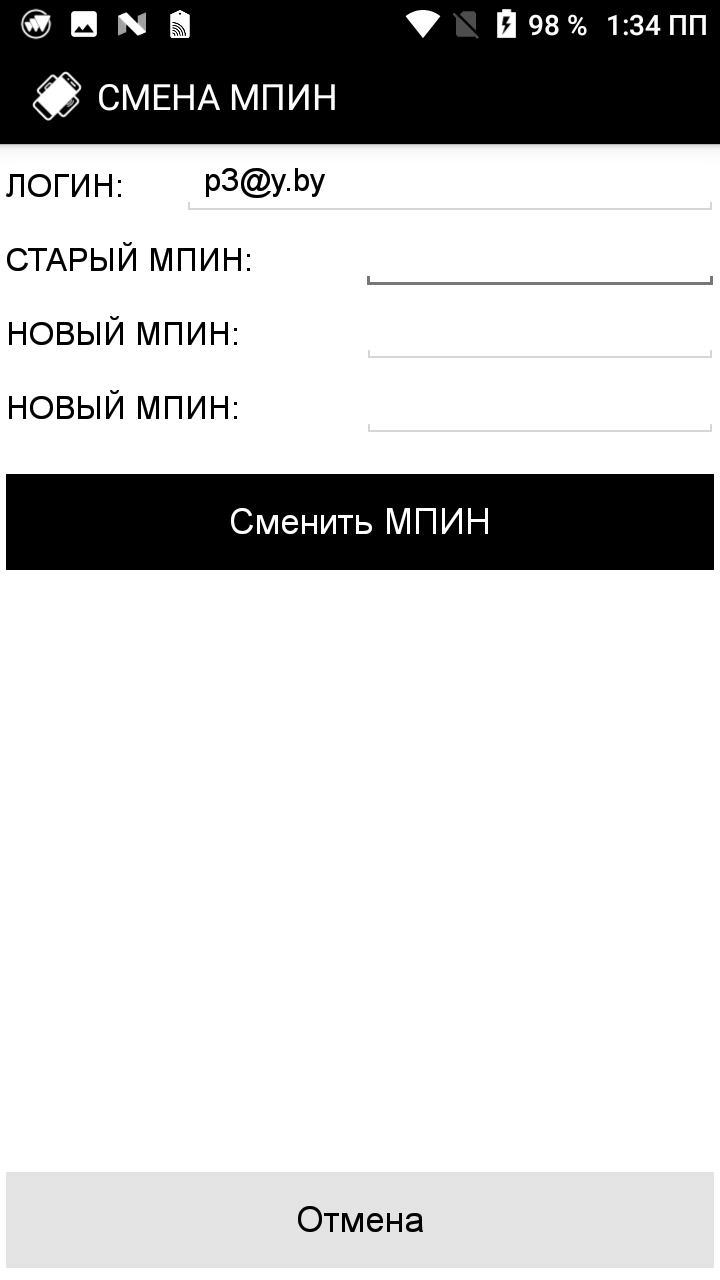 98 % 1:34 ПП
СМЕНА МПИН
ЛОГИН: p3@y.by
СТАРЫЙ МПИН:
НОВЫЙ МПИН:
НОВЫЙ МПИН:
Сменить МПИН
Отмена